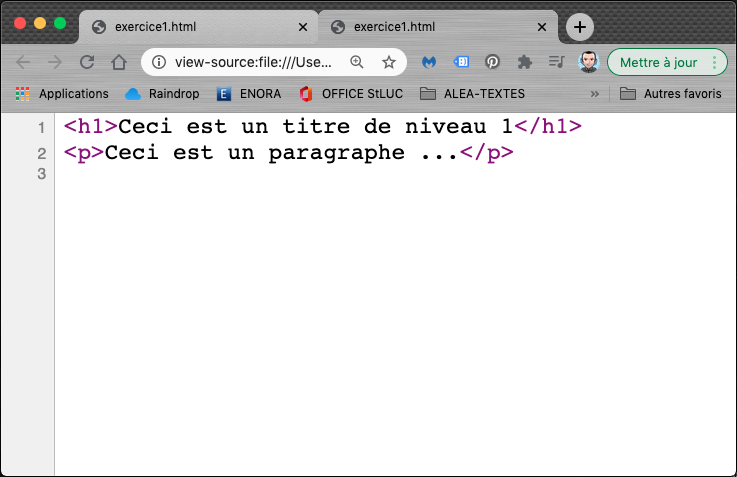 exercice1.html
exercice1.html
view-source:file:///Use...
Mettre à jour
Applications Raindrop E ENORA OFFICE StLUC ALEA-TEXTES » Autres favoris
1 <h1>Ceci est un titre de niveau 1</h1>
2 <p>Ceci est un paragraphe ...</p>
3